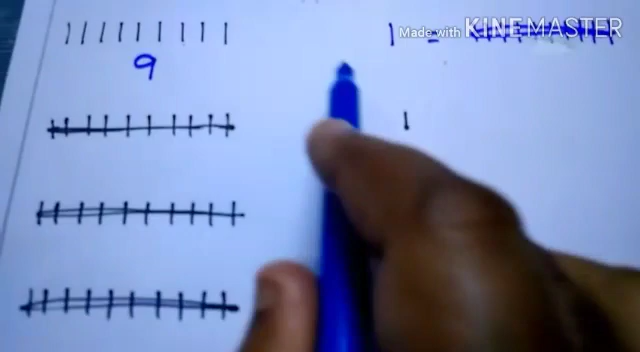 | | | | | | | | | 1 =
9
1
Made with KINEMASTER